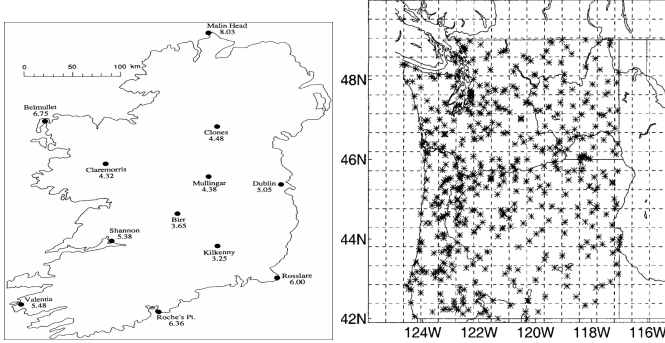 Malin Head
8.03
0 50 100 km
Belmullet
6.75
Clones
4.48
Claremorris
4.32
Mullingar
4.38
Dublin
5.05
Birr
3.65
Shannon
5.38
Kilkenny
3.25
Rosslare
6.00
Valentia
5.48
Roche's Pt.
6.36
48N
46N
44N
42N
124W 122W 120W 118W 116W